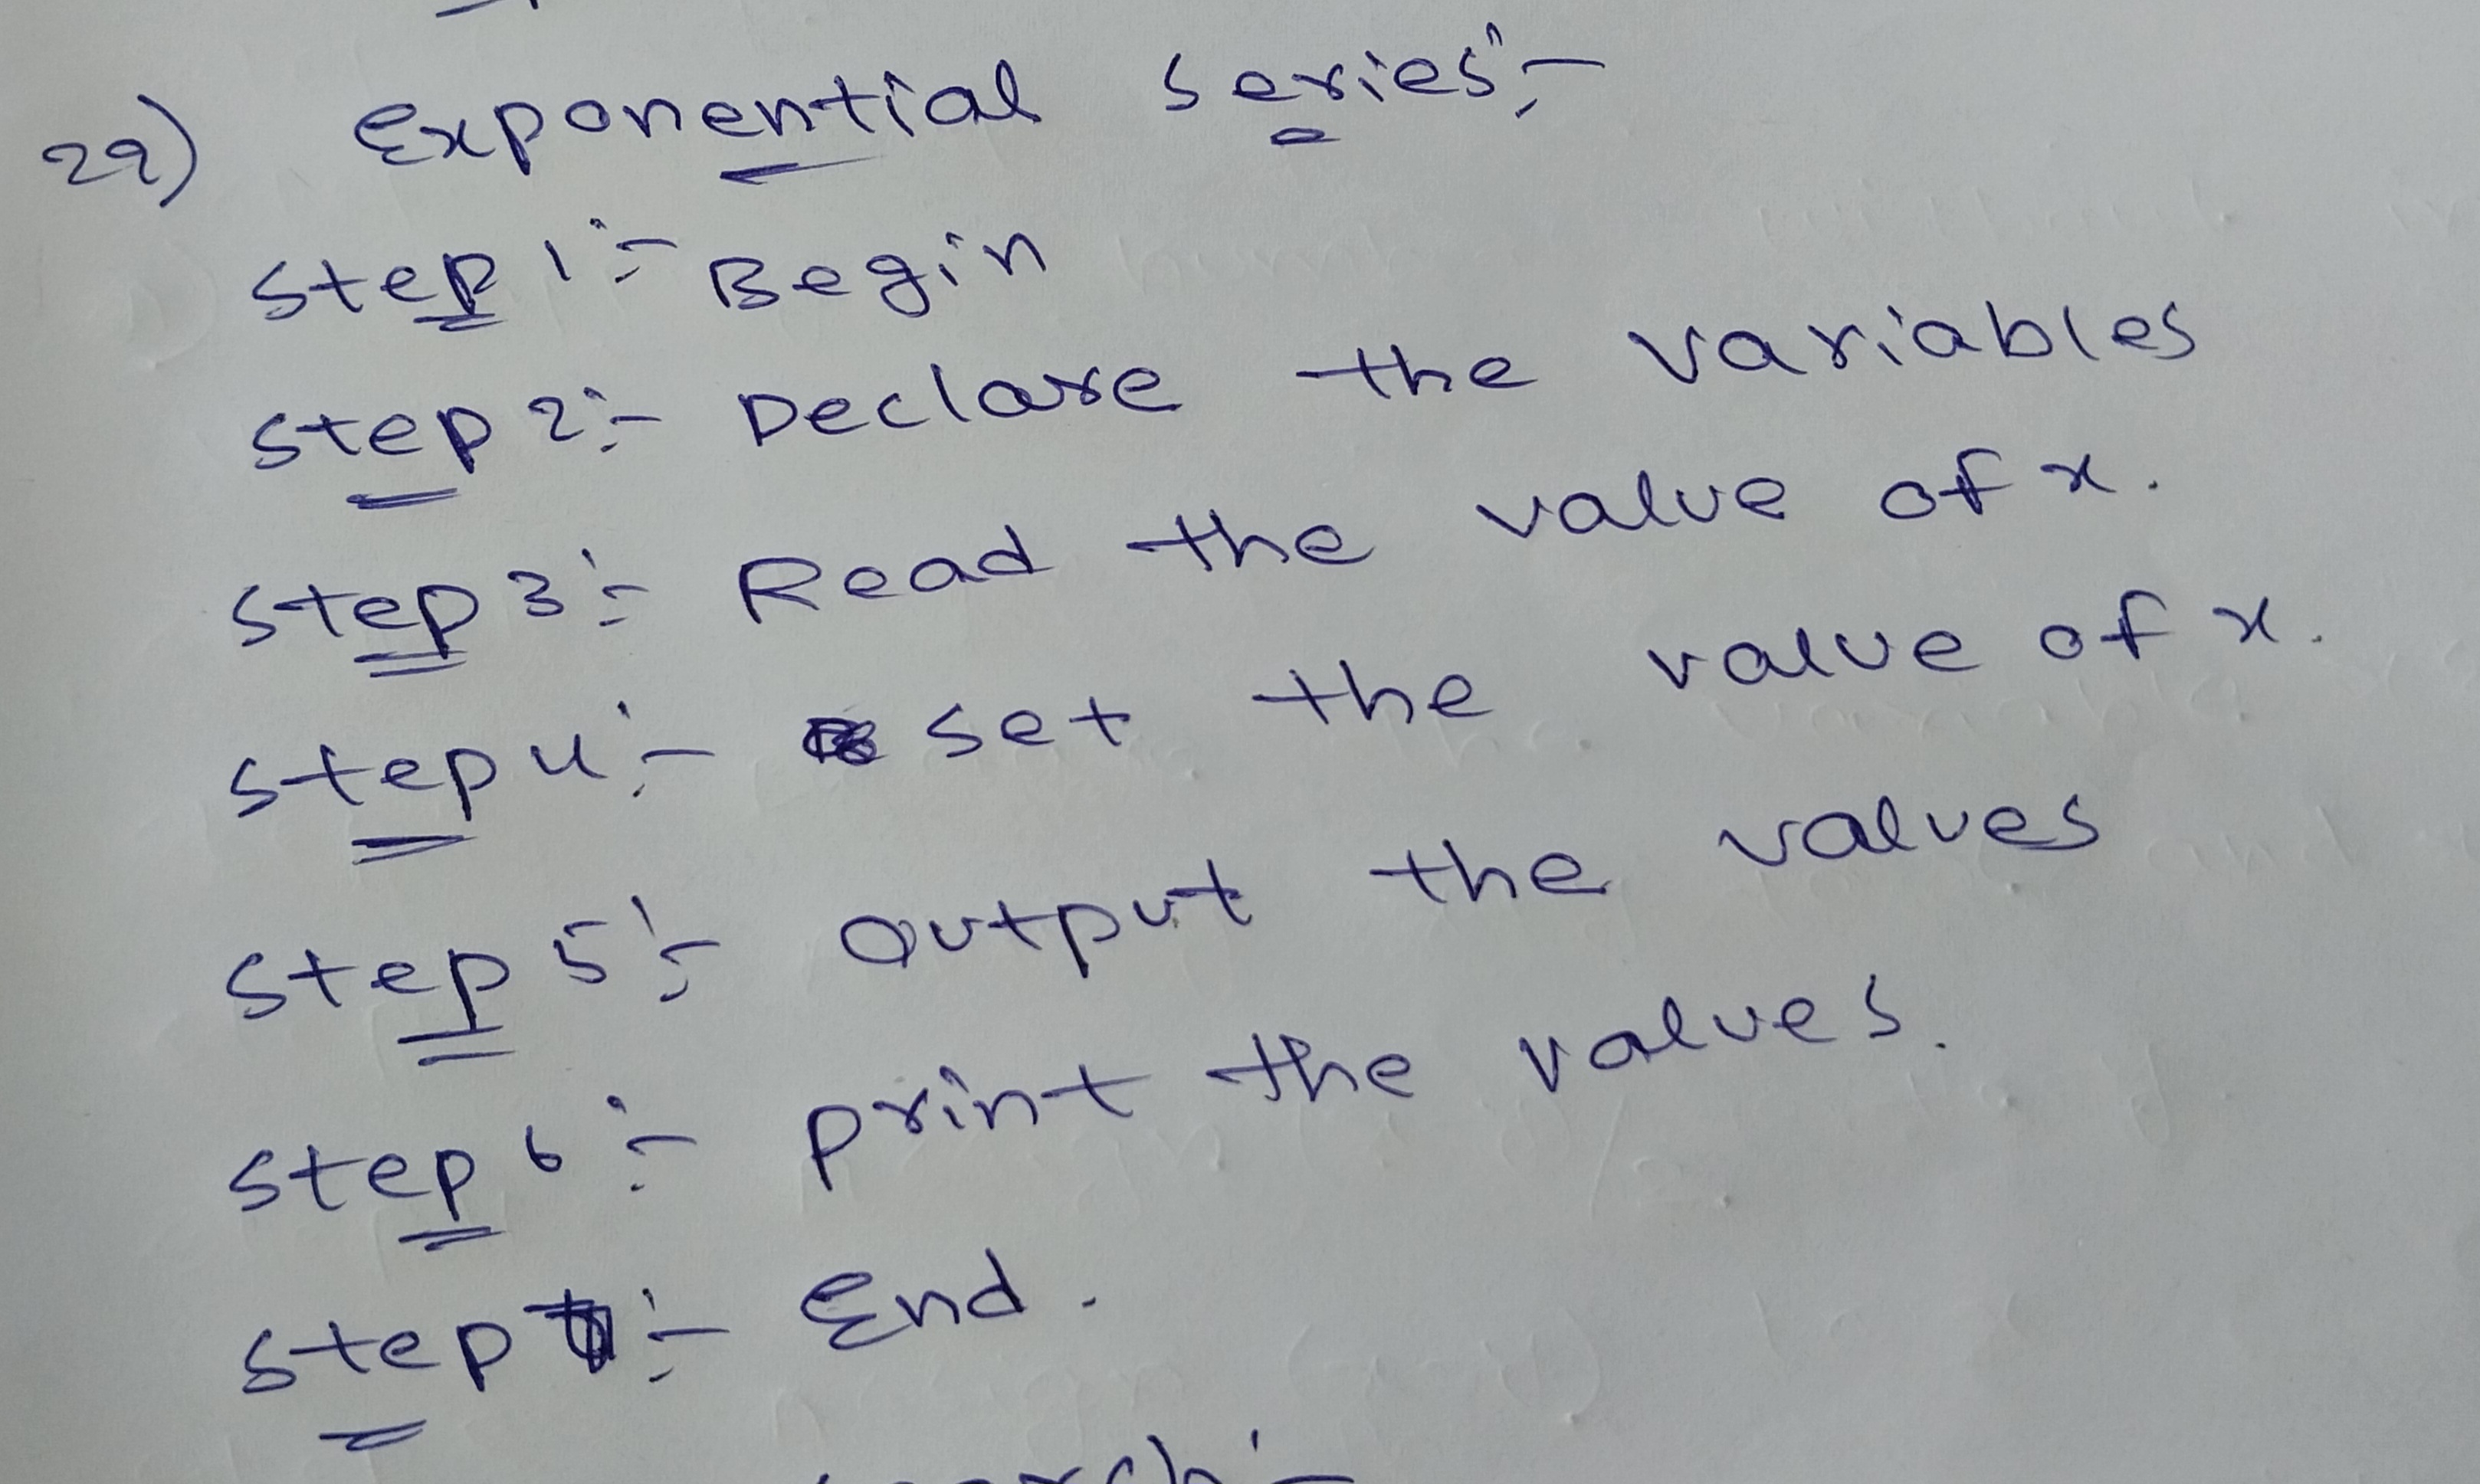 29) Exponential series:-
Step 1:- Begin
Step 2:- Declare the variables
Step 3:- Read the value of x.
Step 4:- set the value of x.
Step 5:- Output the values
Step 6:- print the values.
Step 7:- End.